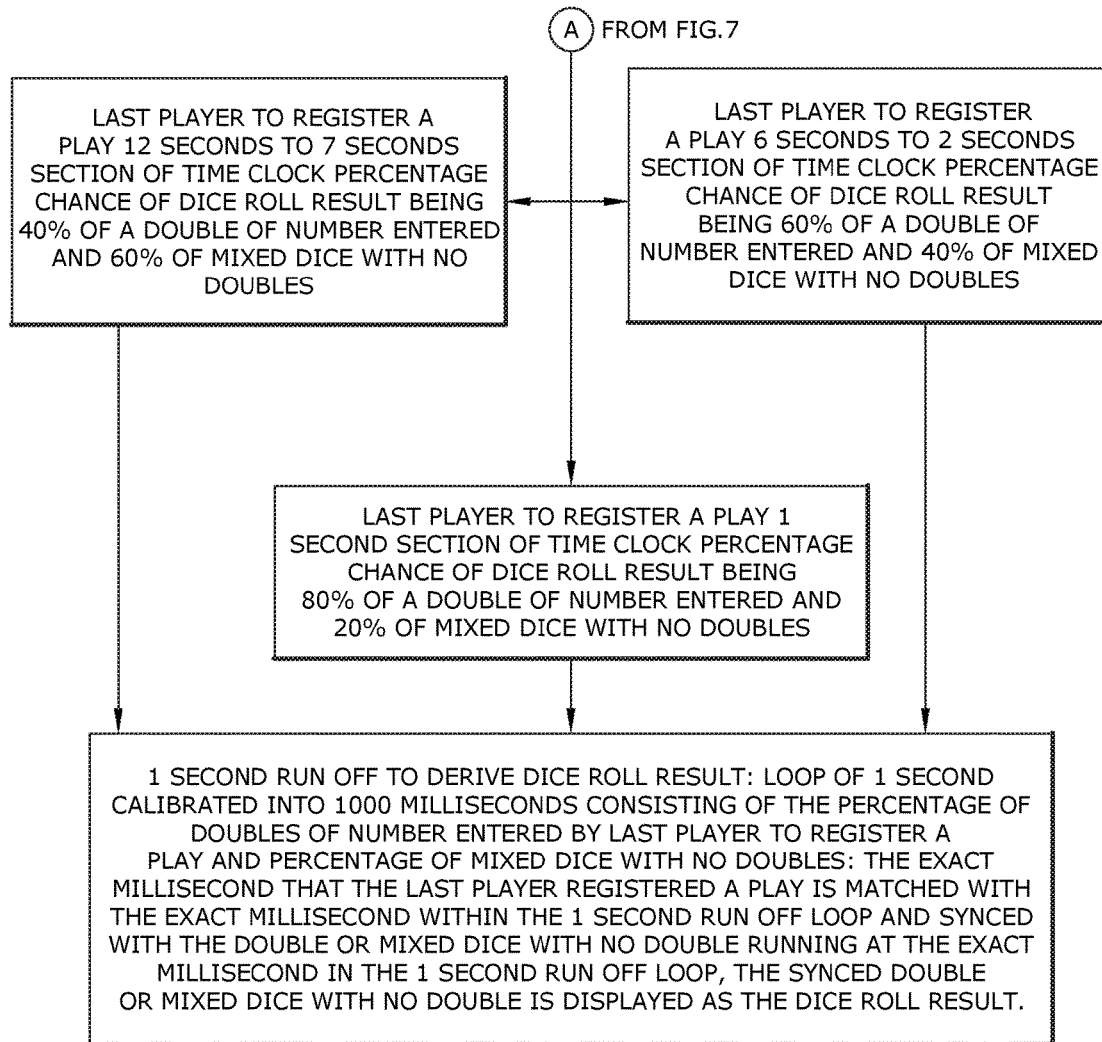 A FROM FIG.7
LAST PLAYER TO REGISTER A
PLAY 12 SECONDS TO 7 SECONDS
SECTION OF TIME CLOCK PERCENTAGE
CHANCE OF DICE ROLL RESULT BEING
40% OF A DOUBLE OF NUMBER ENTERED
AND 60% OF MIXED DICE WITH NO
DOUBLES
LAST PLAYER TO REGISTER
A PLAY 6 SECONDS TO 2 SECONDS
SECTION OF TIME CLOCK PERCENTAGE
CHANCE OF DICE ROLL RESULT
BEING 60% OF A DOUBLE OF
NUMBER ENTERED AND 40% OF MIXED
DICE WITH NO DOUBLES
LAST PLAYER TO REGISTER A PLAY 1
SECOND SECTION OF TIME CLOCK PERCENTAGE
CHANCE OF DICE ROLL RESULT BEING
80% OF A DOUBLE OF NUMBER ENTERED AND
20% OF MIXED DICE WITH NO DOUBLES
1 SECOND RUN OFF TO DERIVE DICE ROLL RESULT: LOOP OF 1 SECOND
CALIBRATED INTO 1000 MILLISECONDS CONSISTING OF THE PERCENTAGE OF
DOUBLES OF NUMBER ENTERED BY LAST PLAYER TO REGISTER A
PLAY AND PERCENTAGE OF MIXED DICE WITH NO DOUBLES: THE EXACT
MILLISECOND THAT THE LAST PLAYER REGISTERED A PLAY IS MATCHED WITH
THE EXACT MILLISECOND WITHIN THE 1 SECOND RUN OFF LOOP AND SYNCED
WITH THE DOUBLE OR MIXED DICE WITH NO DOUBLE RUNNING AT THE EXACT
MILLISECOND IN THE 1 SECOND RUN OFF LOOP, THE SYNCED DOUBLE
OR MIXED DICE WITH NO DOUBLE IS DISPLAYED AS THE DICE ROLL RESULT.